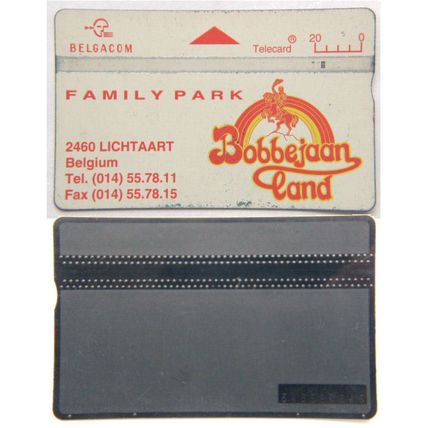 BELGACOM
Telecard ® 20 0
FAMILY PARK
2460 LICHTAART
Belgium
Tel. (014) 55.78.11
Fax (014) 55.78.15
Bobbejaan
land